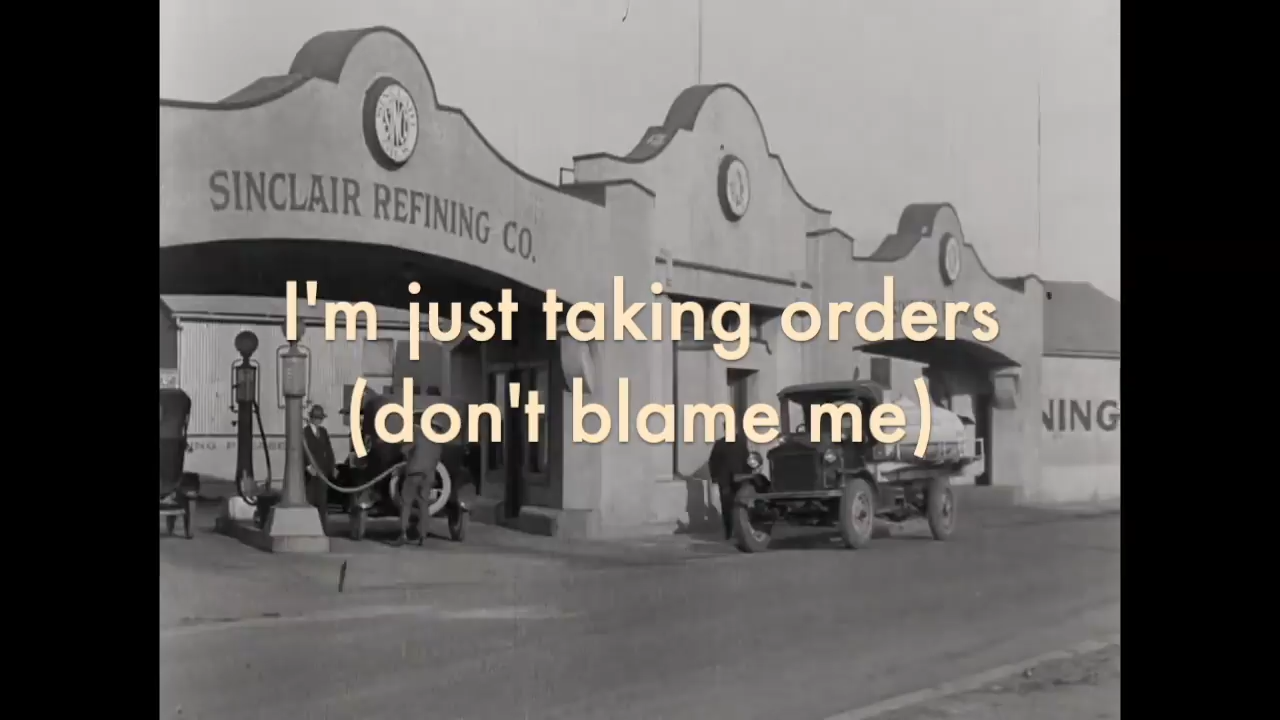 SINCLAIR REFINING CO.
I'm just taking orders
(don't blame me)
NING